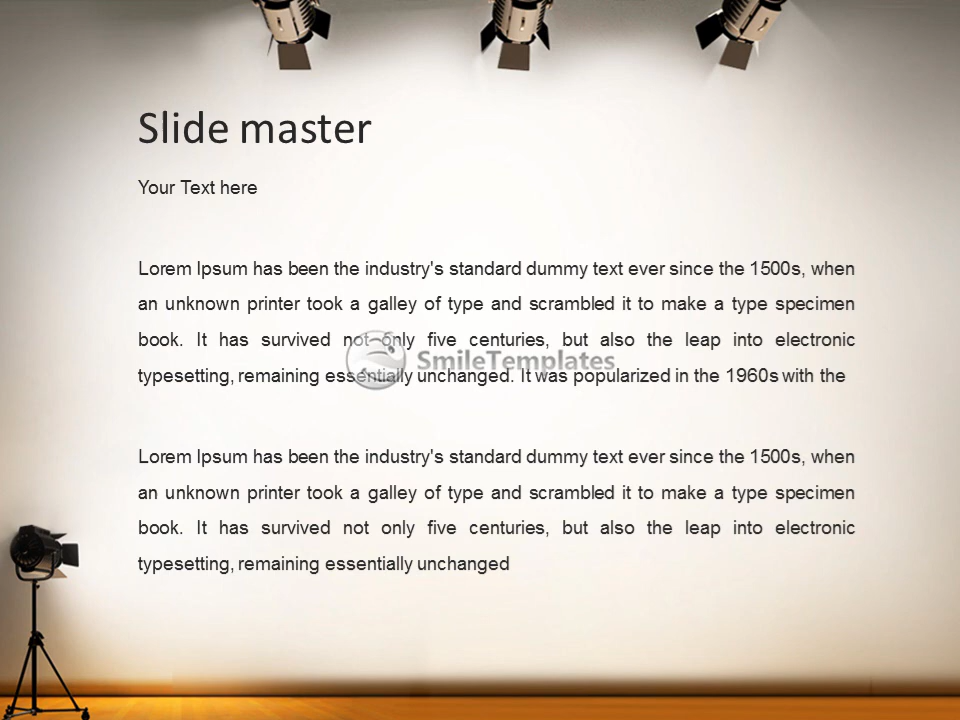 Slide master
Your Text here
Lorem Ipsum has been the industry's standard dummy text ever since the 1500s, when
an unknown printer took a galley of type and scrambled it to make a type specimen
book. It has survived not only five centuries, but also the leap into electronic
SmileTemplates
typesetting, remaining essentially unchanged. It was popularized in the 1960s with the
Lorem Ipsum has been the industry's standard dummy text ever since the 1500s, when
an unknown printer took a galley of type and scrambled it to make a type specimen
book. It has survived not only five centuries, but also the leap into electronic
typesetting, remaining essentially unchanged